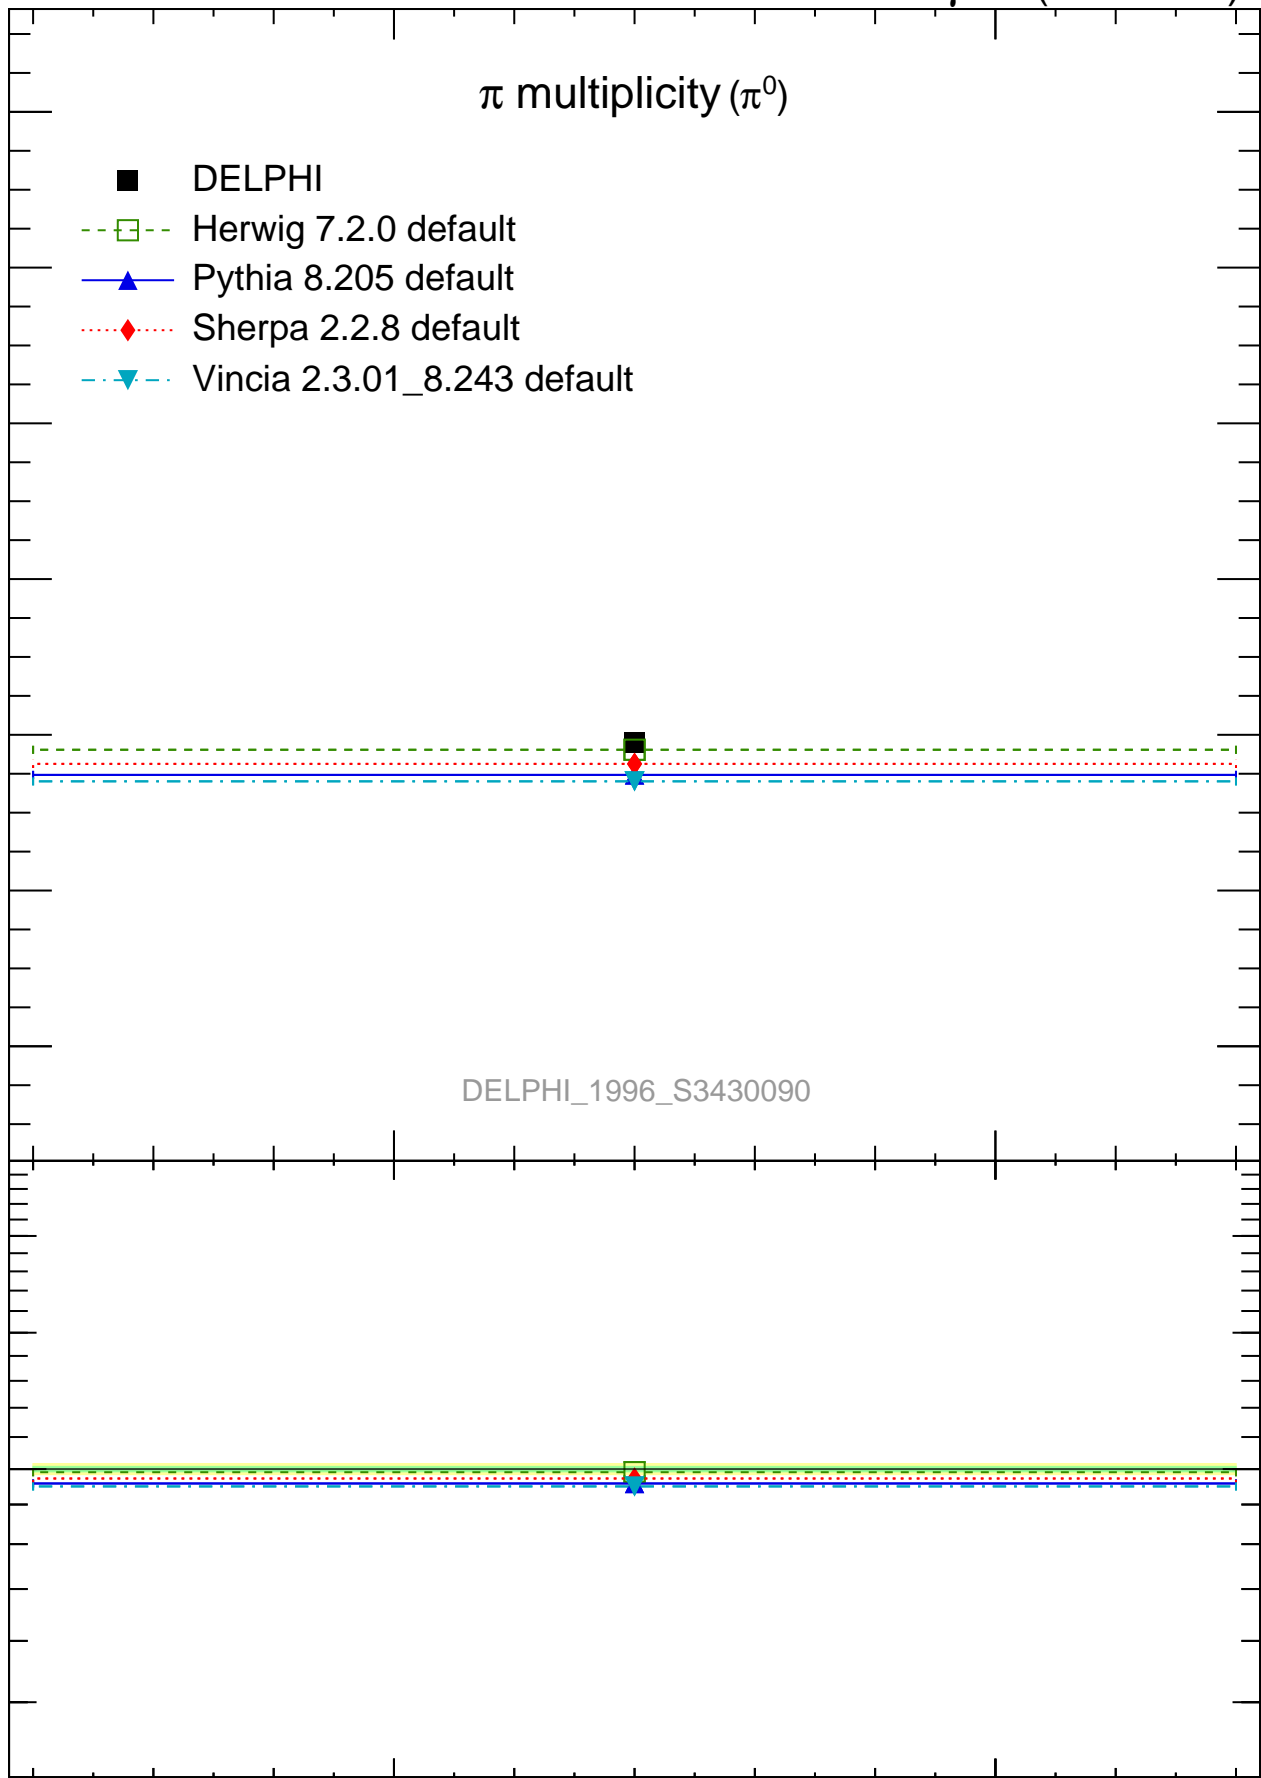 π multiplicity (π⁰)
DELPHI
Herwig 7.2.0 default
Pythia 8.205 default
Sherpa 2.2.8 default
Vincia 2.3.01_8.243 default
DELPHI_1996_S3430090